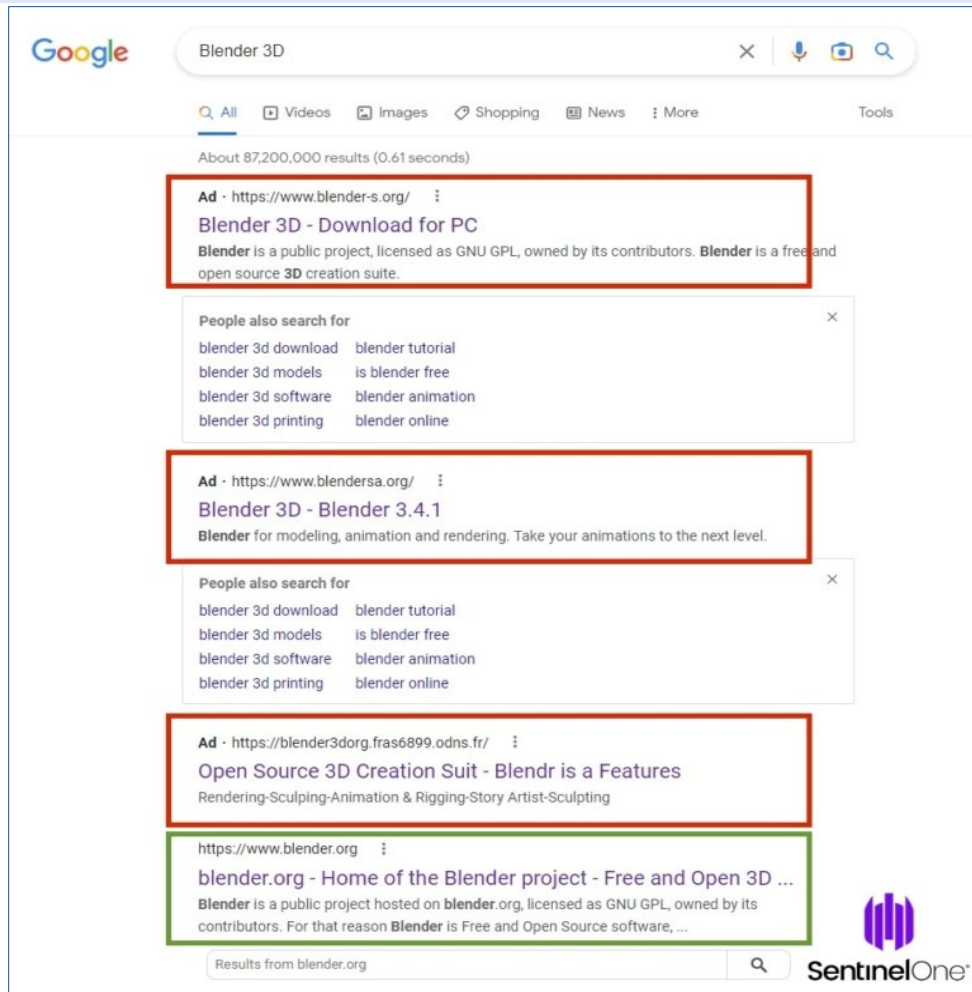 Google
Blender 3D
All Videos Images Shopping News More Tools
About 87,200,000 results (0.61 seconds)
Ad · https://www.blender-s.org/
Blender 3D - Download for PC
Blender is a public project, licensed as GNU GPL, owned by its contributors. Blender is a free and
open source 3D creation suite.
People also search for
blender 3d download blender tutorial
blender 3d models is blender free
blender 3d software blender animation
blender 3d printing blender online
Ad · https://www.blendersa.org/
Blender 3D - Blender 3.4.1
Blender for modeling, animation and rendering. Take your animations to the next level.
People also search for
blender 3d download blender tutorial
blender 3d models is blender free
blender 3d software blender animation
blender 3d printing blender online
Ad · https://blender3dorg.fras6899.odns.fr/
Open Source 3D Creation Suit - Blendr is a Features
Rendering-Sculping-Animation & Rigging-Story Artist-Sculpting
https://www.blender.org
blender.org - Home of the Blender project - Free and Open 3D ...
Blender is a public project hosted on blender.org, licensed as GNU GPL, owned by its
contributors. For that reason Blender is Free and Open Source software, ...
Results from blender.org
SentinelOne